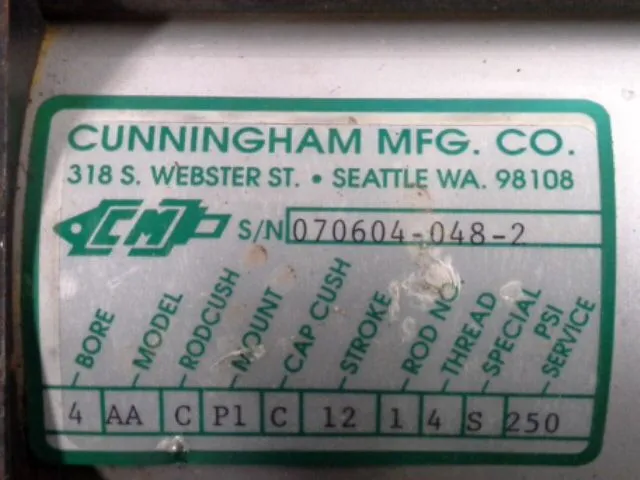 CUNNINGHAM MFG. CO.
318 S. WEBSTER ST. • SEATTLE WA. 98108
CM S/N 070604-048-2
BORE MODEL RODCUSH MOUNT CAP CUSH STROKE ROD NO. THREAD SPECIAL PSI SERVICE
4 AA C P1 C 12 1 4 S 250